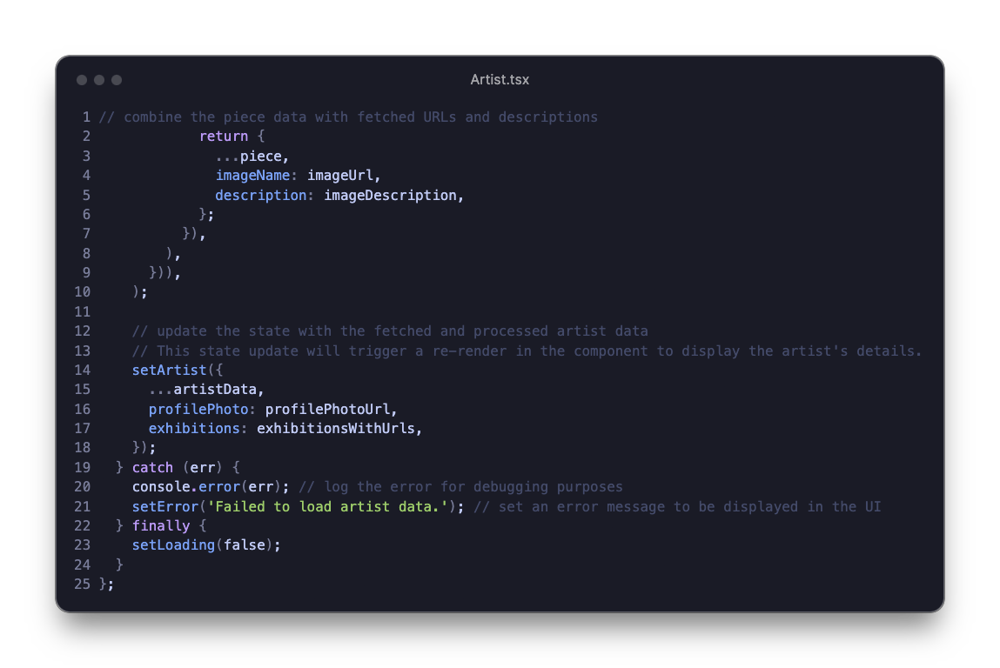 Artist.tsx
1 // combine the piece data with fetched URLs and descriptions
2 return {
3 ...piece,
4 imageName: imageUrl,
5 description: imageDescription,
6 };
7 }),
8 ),
9 })),
10 );
11
12 // update the state with the fetched and processed artist data
13 // This state update will trigger a re-render in the component to display the artist's details.
14 setArtist({
15 ...artistData,
16 profilePhoto: profilePhotoUrl,
17 exhibitions: exhibitionsWithUrls,
18 });
19 } catch (err) {
20 console.error(err); // log the error for debugging purposes
21 setError('Failed to load artist data.'); // set an error message to be displayed in the UI
22 } finally {
23 setLoading(false);
24 }
25 };